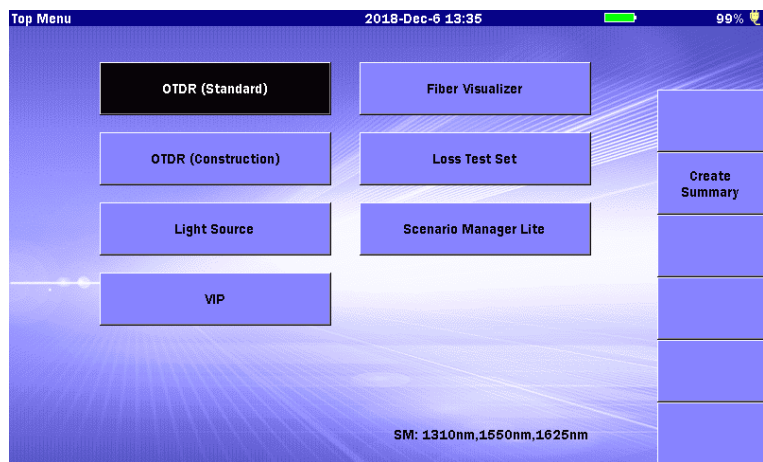 Top Menu 2018-Dec-6 13:35 99%
OTDR (Standard)
Fiber Visualizer
OTDR (Construction)
Loss Test Set
Create
Summary
Light Source
Scenario Manager Lite
VIP
SM: 1310nm,1550nm,1625nm